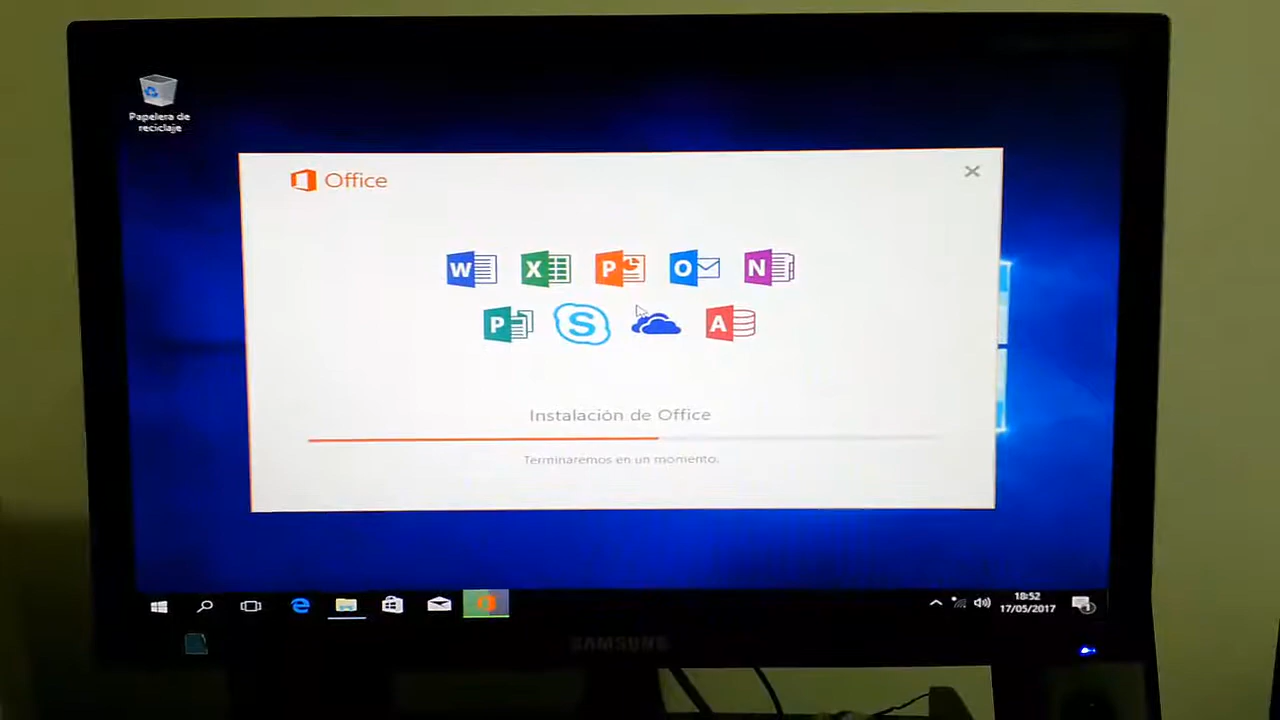 Papelera de
reciclaje
Office
W X P O N
P S A
Instalación de Office
Terminaremos en un momento.
18:52
17/05/2017
SAMSUNG